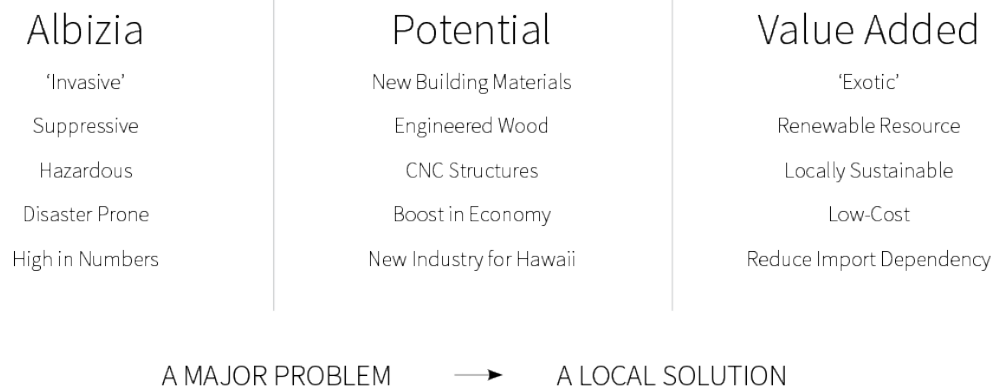 Albizia
‘Invasive’
Suppressive
Hazardous
Disaster Prone
High in Numbers
Potential
New Building Materials
Engineered Wood
CNC Structures
Boost in Economy
New Industry for Hawaii
Value Added
‘Exotic’
Renewable Resource
Locally Sustainable
Low-Cost
Reduce Import Dependency
A MAJOR PROBLEM
A LOCAL SOLUTION